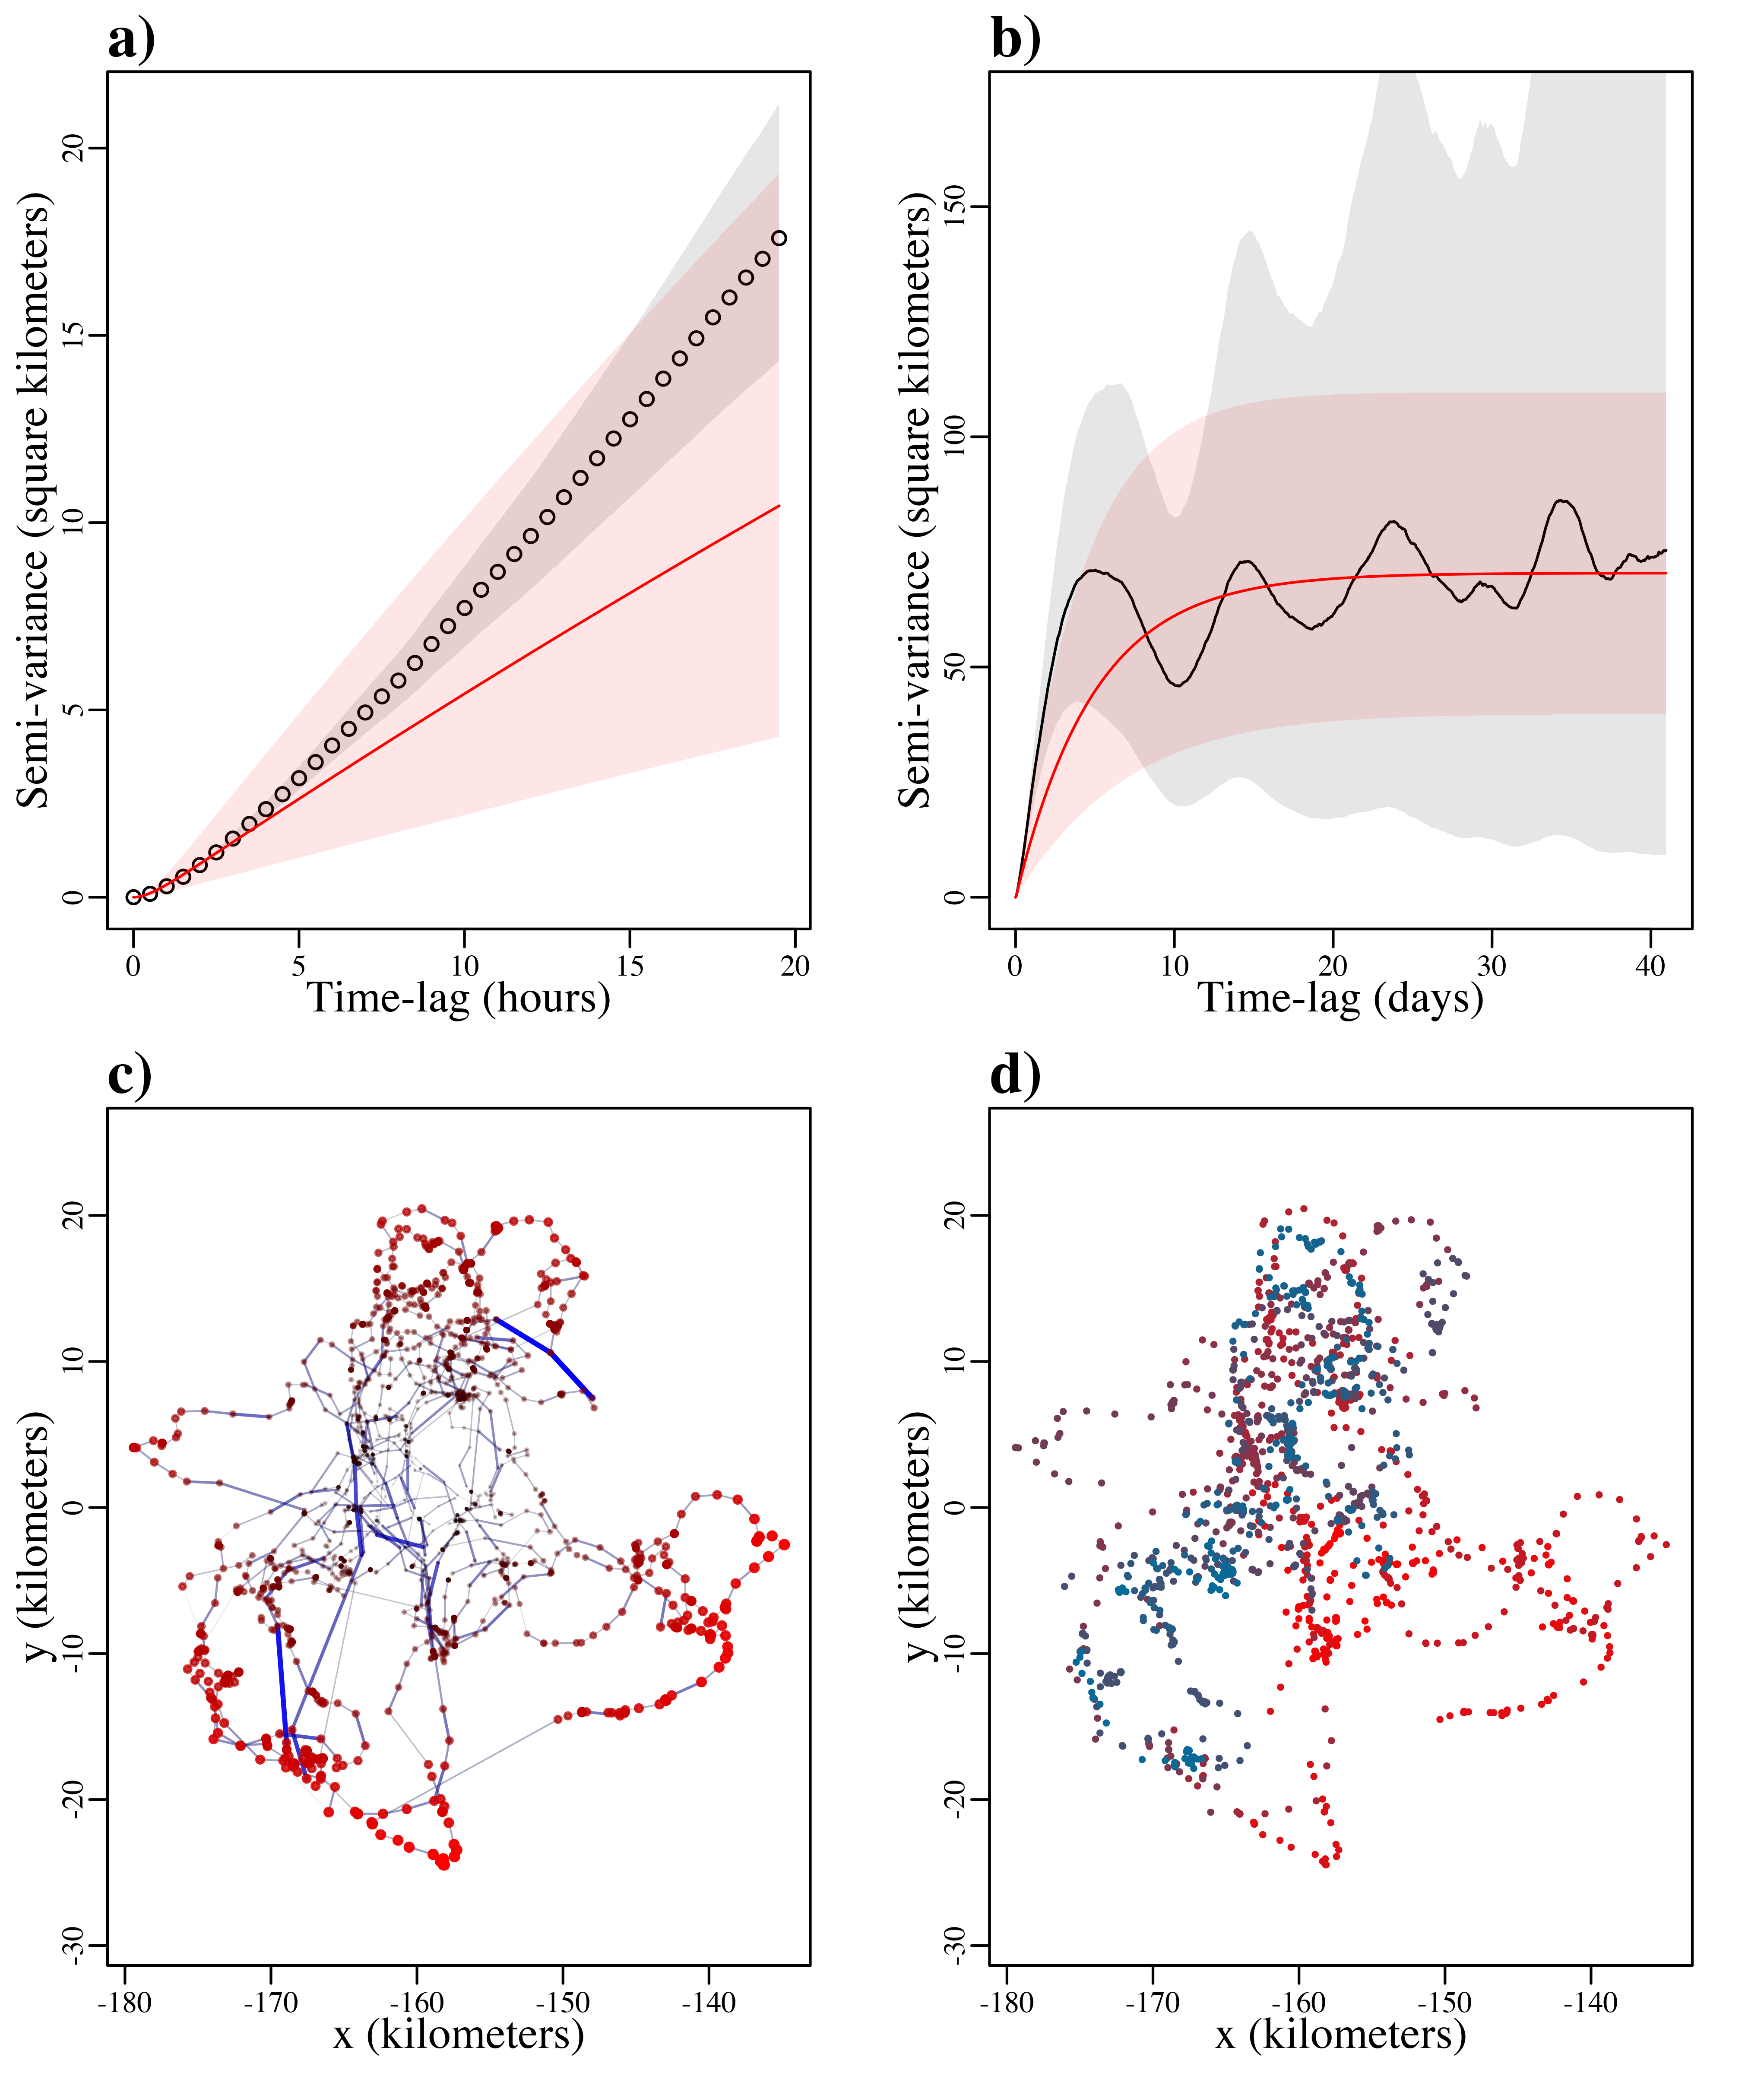 a)
Semi-variance (square kilometers)
20
15
10
5
0
0 5 10 15 20
Time-lag (hours)
b)
Semi-variance (square kilometers)
150
100
50
0
0 10 20 30 40
Time-lag (days)
c)
y (kilometers)
20
10
0
-10
-20
-30
-180 -170 -160 -150 -140
x (kilometers)
d)
y (kilometers)
20
10
0
-10
-20
-30
-180 -170 -160 -150 -140
x (kilometers)